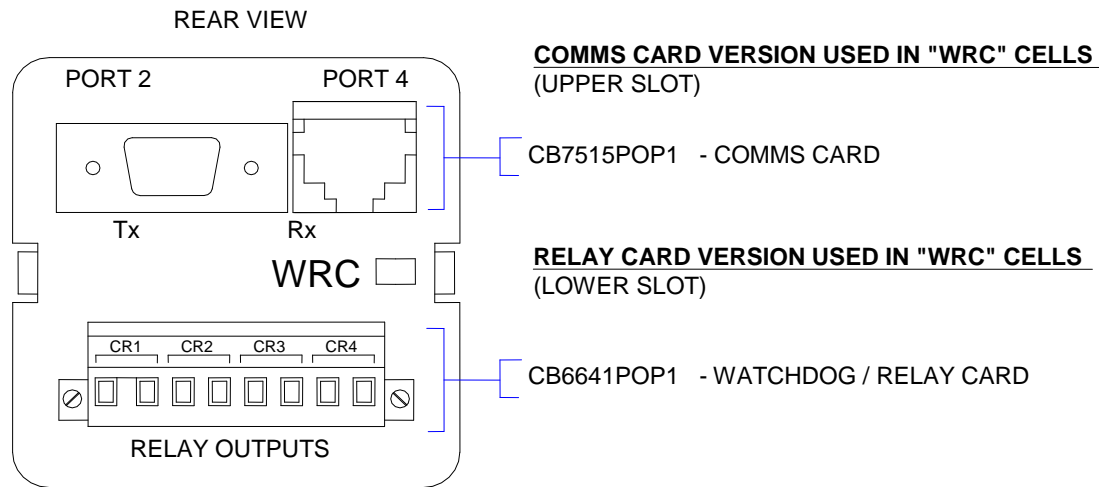 REAR VIEW
PORT 2
PORT 4
Tx
Rx
WRC
CR1 CR2 CR3 CR4
RELAY OUTPUTS
COMMS CARD VERSION USED IN "WRC" CELLS
(UPPER SLOT)
CB7515POP1 - COMMS CARD
RELAY CARD VERSION USED IN "WRC" CELLS
(LOWER SLOT)
CB6641POP1 - WATCHDOG / RELAY CARD